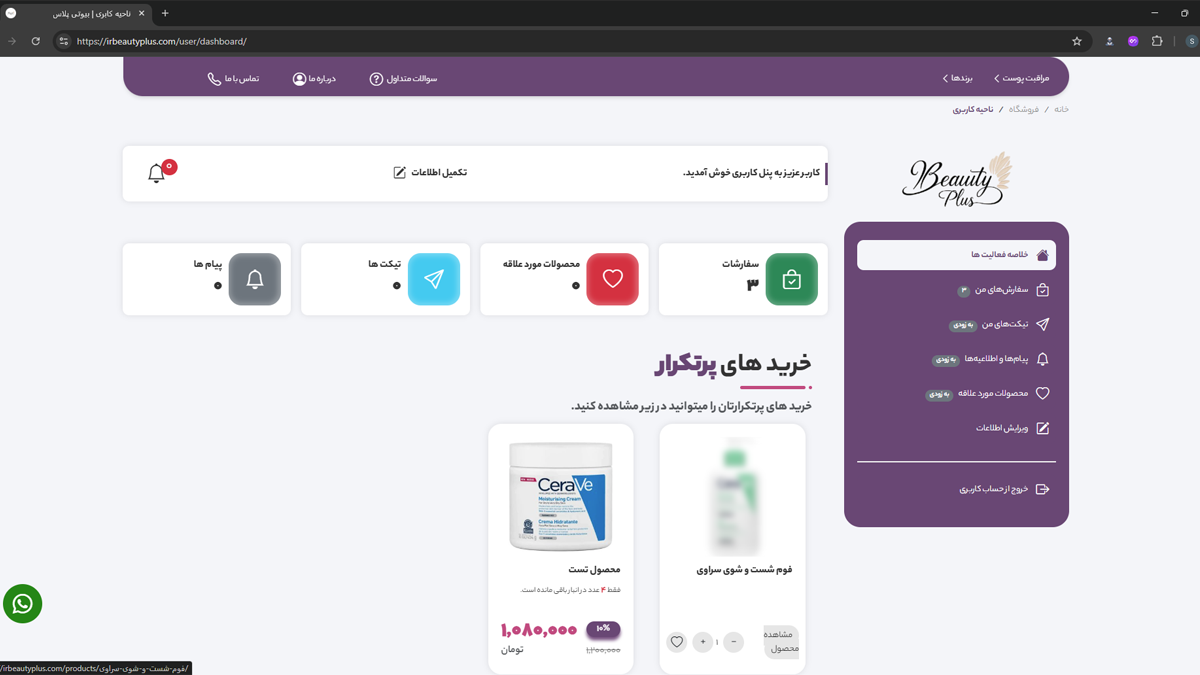 ناحیه کابری | بیوتی پلاس
https://irbeautyplus.com/user/dashboard/
مراقبت پوست
برندها
سوالات متداول
درباره ما
تماس با ما
خانه / فروشگاه / ناحیه کاربری
Beauty
Plus
خلاصه فعالیت ها
سفارش‌های من ۳
تیکت‌های من به زودی
پیام‌ها و اطلاعیه‌ها به زودی
محصولات مورد علاقه به زودی
ویرایش اطلاعات
خروج از حساب کاربری
کاربر عزیز به پنل کاربری خوش آمدید.
تکمیل اطلاعات
۰
سفارشات
۳
محصولات مورد علاقه
۰
تیکت ها
۰
پیام ها
۰
خرید های پرتکرار
خرید های پرتکرارتان را میتوانید در زیر مشاهده کنید.
فوم شست و شوی سراوی
مشاهده
محصول
−
۱
+
CeraVe
Moisturising Cream
Crema Hidratante
محصول تست
فقط ۴ عدد در انبار باقی مانده است.
۱۰%
۱,۰۸۰,۰۰۰
۱,۲۰۰,۰۰۰
تومان
irbeautyplus.com/products/فوم-شست-و-شوی-سراوی/
S